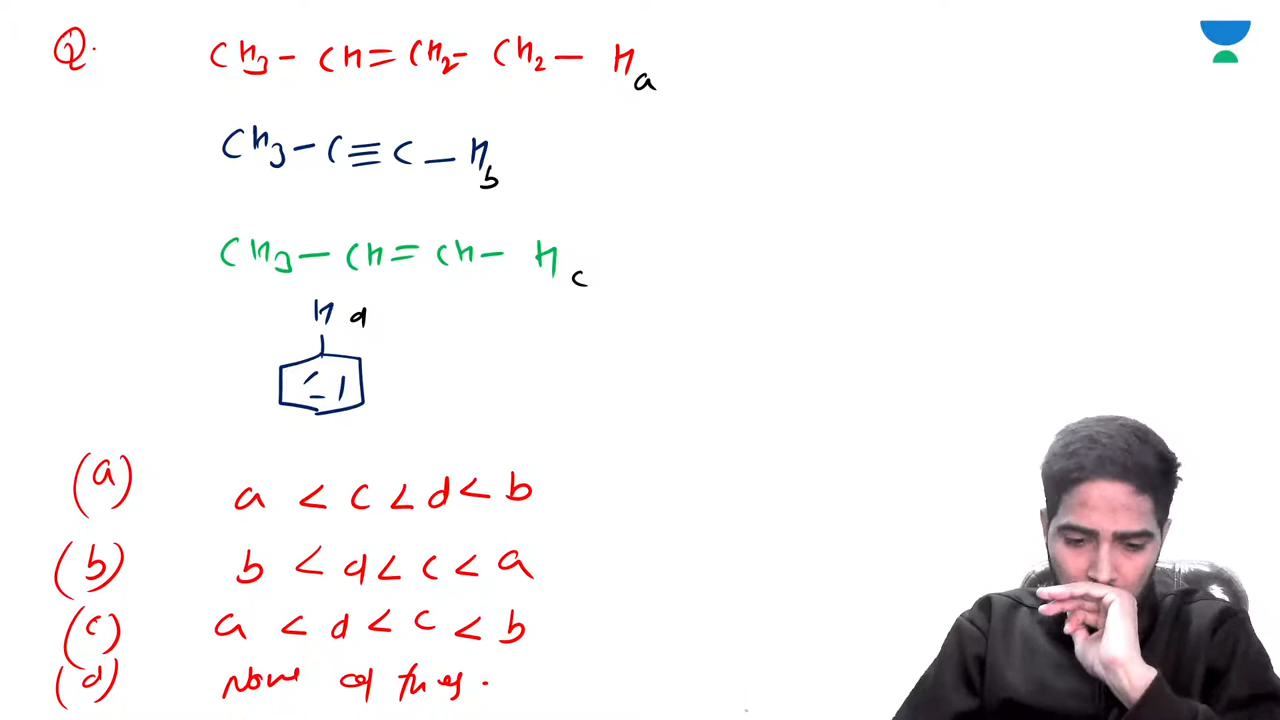 Q.
CH3 - CH = CH2 - CH2 - Ha
CH3 - C ≡ C - Hb
CH3 - CH = CH - Hc
H d
(a) a < c < d < b
(b) b < d < c < a
(c) a < d < c < b
(d) None of these.